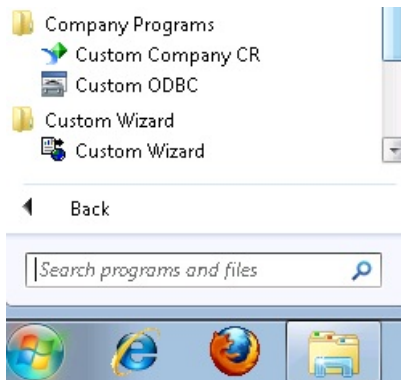 Company Programs
Custom Company CR
Custom ODBC
Custom Wizard
Custom Wizard
Back
Search programs and files